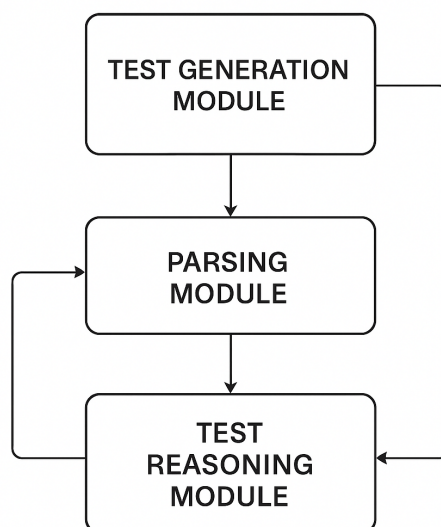 TEST GENERATION
MODULE
PARSING
MODULE
TEST
REASONING
MODULE